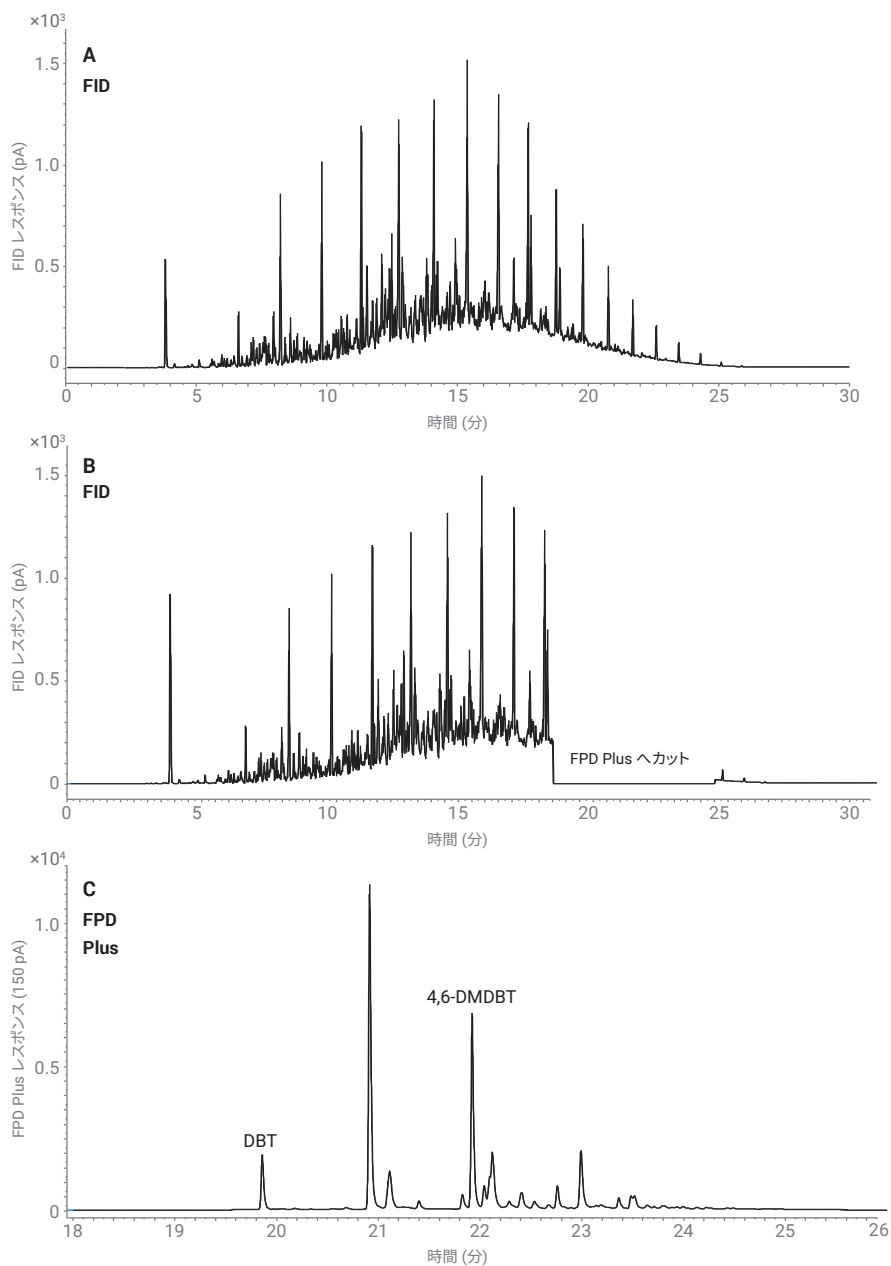 ×10³
A
FID
1.5
1.0
0.5
0
FID レスポンス (pA)
0 5 10 15 20 25 30
時間 (分)
×10³
B
FID
1.5
1.0
0.5
0
FID レスポンス (pA)
FPD Plus へカット
0 5 10 15 20 25 30
時間 (分)
×10⁴
C
FPD
Plus
1.0
0.5
0
FPD Plus レスポンス (150 pA)
4,6-DMDBT
DBT
18 19 20 21 22 23 24 25 26
時間 (分)